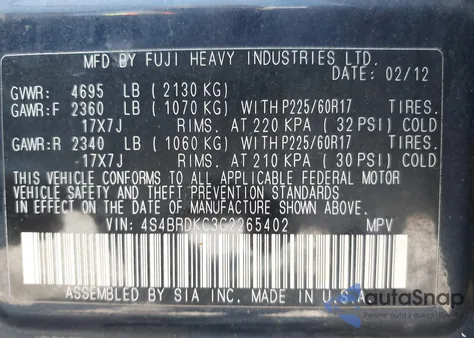 MFD BY FUJI HEAVY INDUSTRIES LTD.
DATE: 02/12
GVWR: 4695 LB (2130 KG)
GAWR:F 2360 LB (1070 KG) WITH P225/60R17 TIRES.
17X7J RIMS. AT 220 KPA (32 PSI) COLD
GAWR:R 2340 LB (1060 KG) WITH P225/60R17 TIRES.
17X7J RIMS. AT 210 KPA (30 PSI) COLD
THIS VEHICLE CONFORMS TO ALL APPLICABLE FEDERAL MOTOR
VEHICLE SAFETY AND THEFT PREVENTION STANDARDS
IN EFFECT ON THE DATE OF MANUFACTURE SHOWN ABOVE.
VIN: 4S4BRDKC3C2265402 MPV
ASSEMBLED BY SIA INC. MADE IN U.S.A.
autaSnap